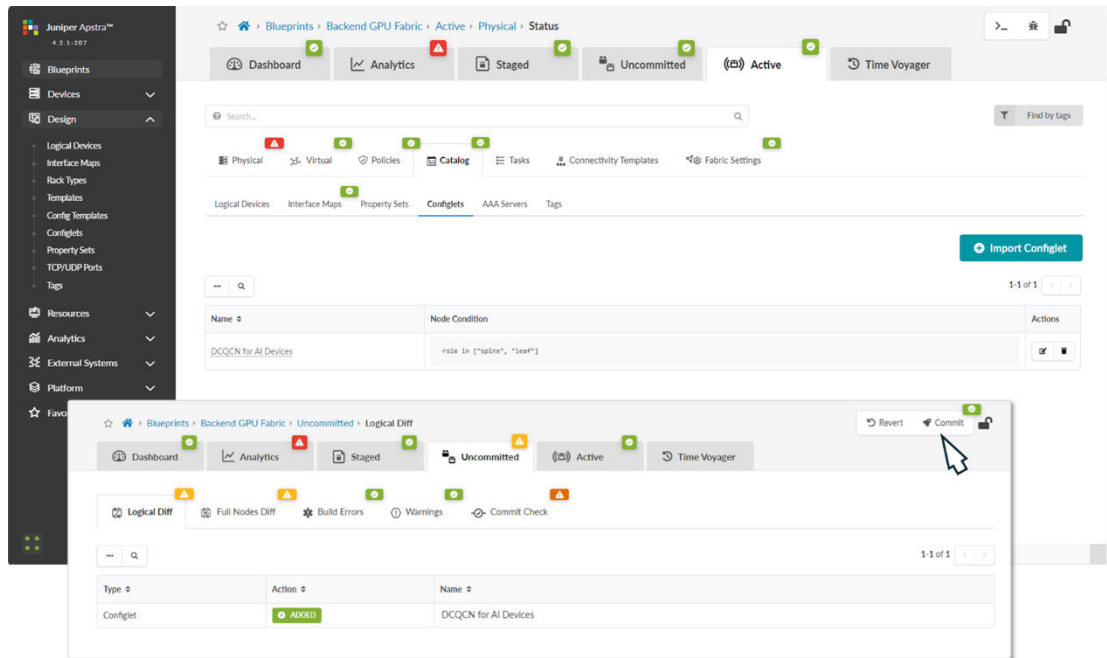 Juniper Apstra™
4.2.1-207
☆ Blueprints › Backend GPU Fabric › Active › Physical › Status
Dashboard Analytics Staged Uncommitted Active Time Voyager
Blueprints
Devices
Design
Logical Devices
Interface Maps
Rack Types
Templates
Config Templates
Configlets
Property Sets
TCP/UDP Ports
Tags
Resources
Analytics
External Systems
Platform
Favo
Search...
Find by tags
Physical Virtual Policies Catalog Tasks Connectivity Templates Fabric Settings
Logical Devices Interface Maps Property Sets Configlets AAA Servers Tags
Import Configlet
1-1 of 1
Name Node Condition Actions
DCQCN for AI Devices role in ["spine", "leaf"]
☆ Blueprints › Backend GPU Fabric › Uncommitted › Logical Diff
Revert Commit
Dashboard Analytics Staged Uncommitted Active Time Voyager
Logical Diff Full Nodes Diff Build Errors Warnings Commit Check
1-1 of 1
Type Action Name
Configlet ADDED DCQCN for AI Devices